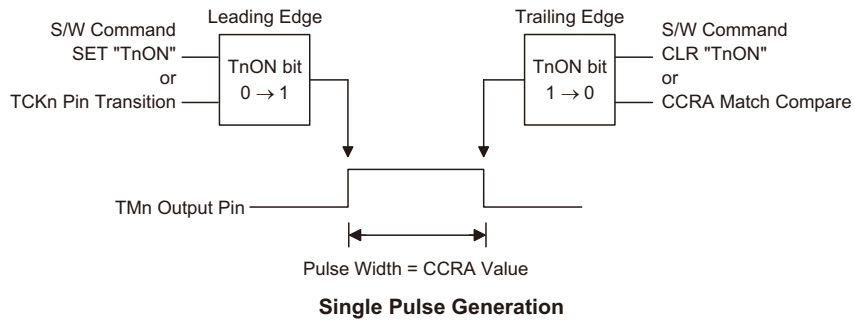 Leading Edge
S/W Command
SET "TnON"
or
TCKn Pin Transition
TnON bit
0 → 1
Trailing Edge
TnON bit
1 → 0
S/W Command
CLR "TnON"
or
CCRA Match Compare
TMn Output Pin
Pulse Width = CCRA Value
Single Pulse Generation